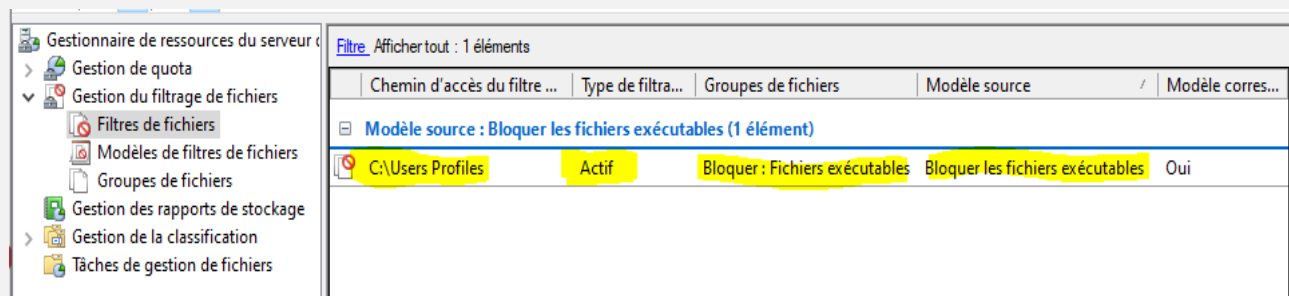 Gestionnaire de ressources du serveur
Gestion de quota
Gestion du filtrage de fichiers
Filtres de fichiers
Modèles de filtres de fichiers
Groupes de fichiers
Gestion des rapports de stockage
Gestion de la classification
Tâches de gestion de fichiers
Filtre Afficher tout : 1 éléments
Chemin d'accès du filtre ... Type de filtra... Groupes de fichiers Modèle source / Modèle corres...
Modèle source : Bloquer les fichiers exécutables (1 élément)
C:\Users Profiles Actif Bloquer : Fichiers exécutables Bloquer les fichiers exécutables Oui